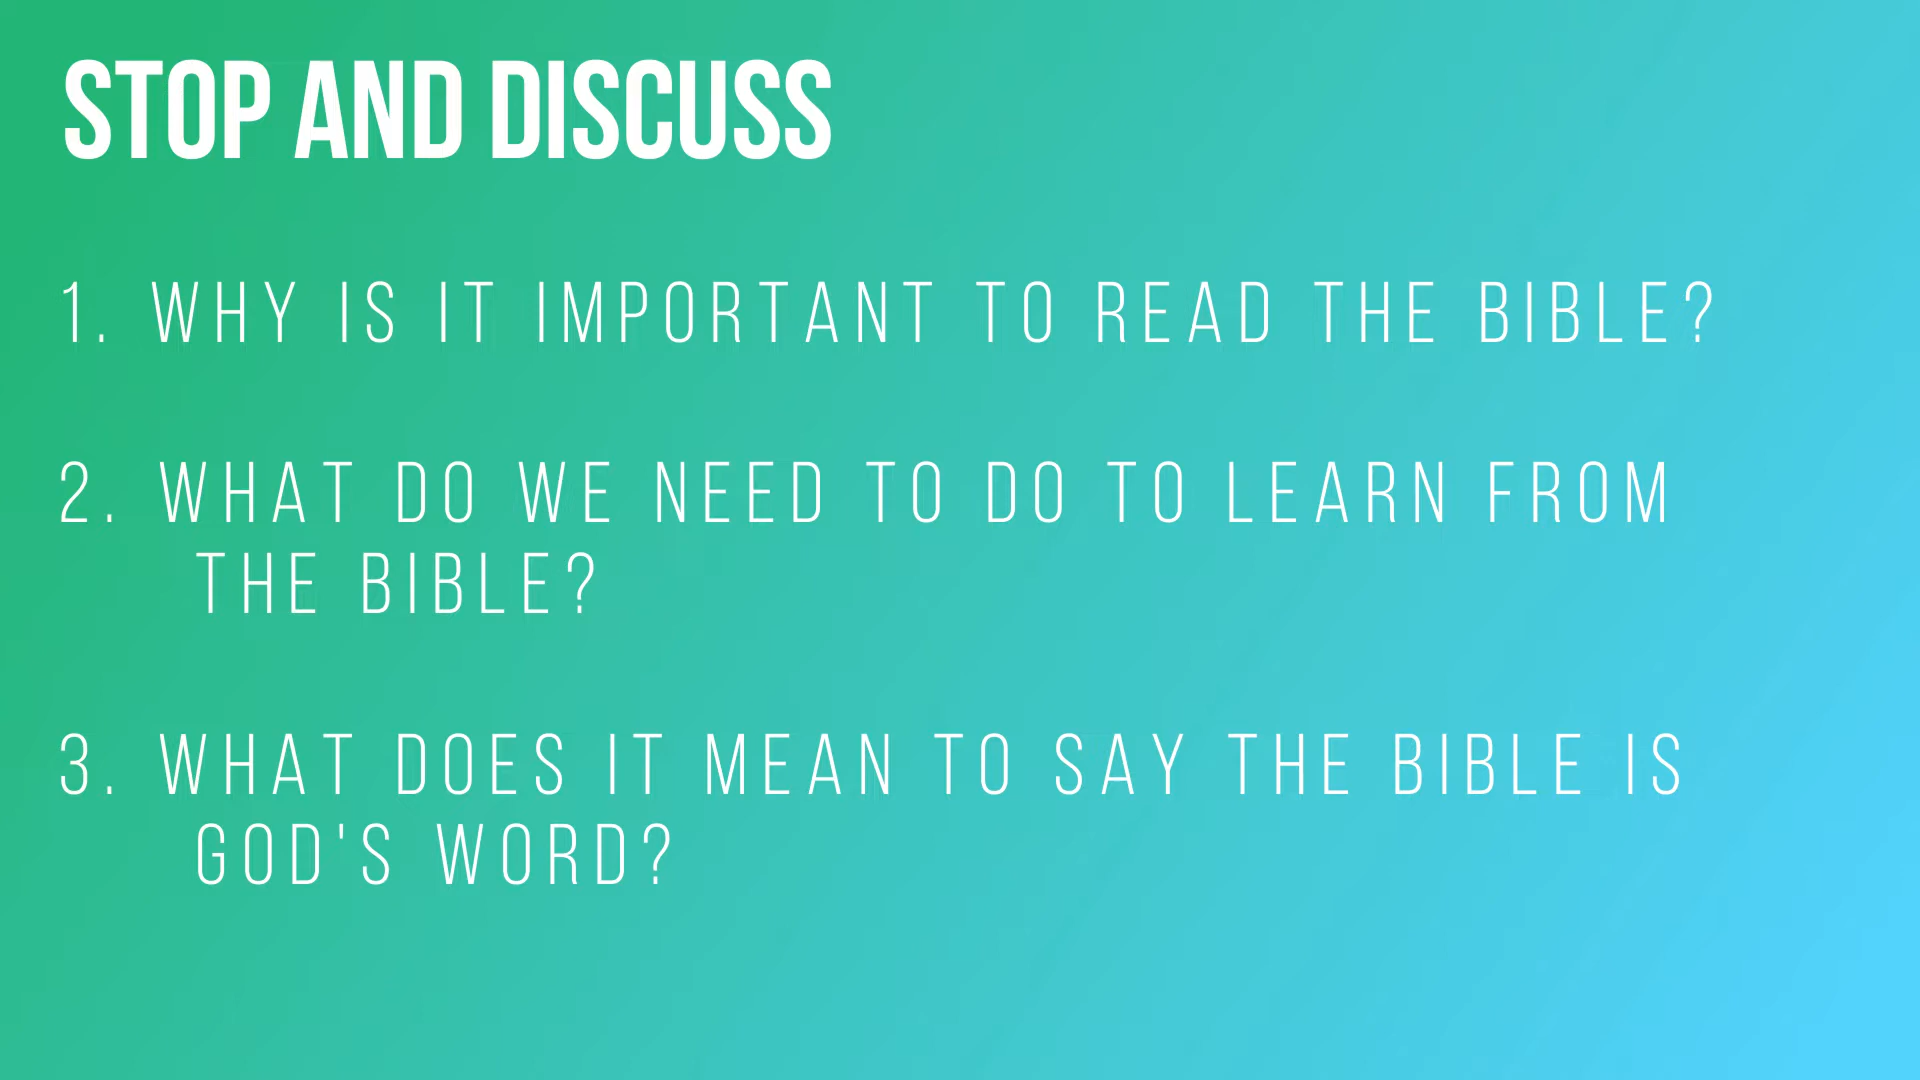 STOP AND DISCUSS
1. WHY IS IT IMPORTANT TO READ THE BIBLE?
2. WHAT DO WE NEED TO DO TO LEARN FROM
THE BIBLE?
3. WHAT DOES IT MEAN TO SAY THE BIBLE IS
GOD'S WORD?